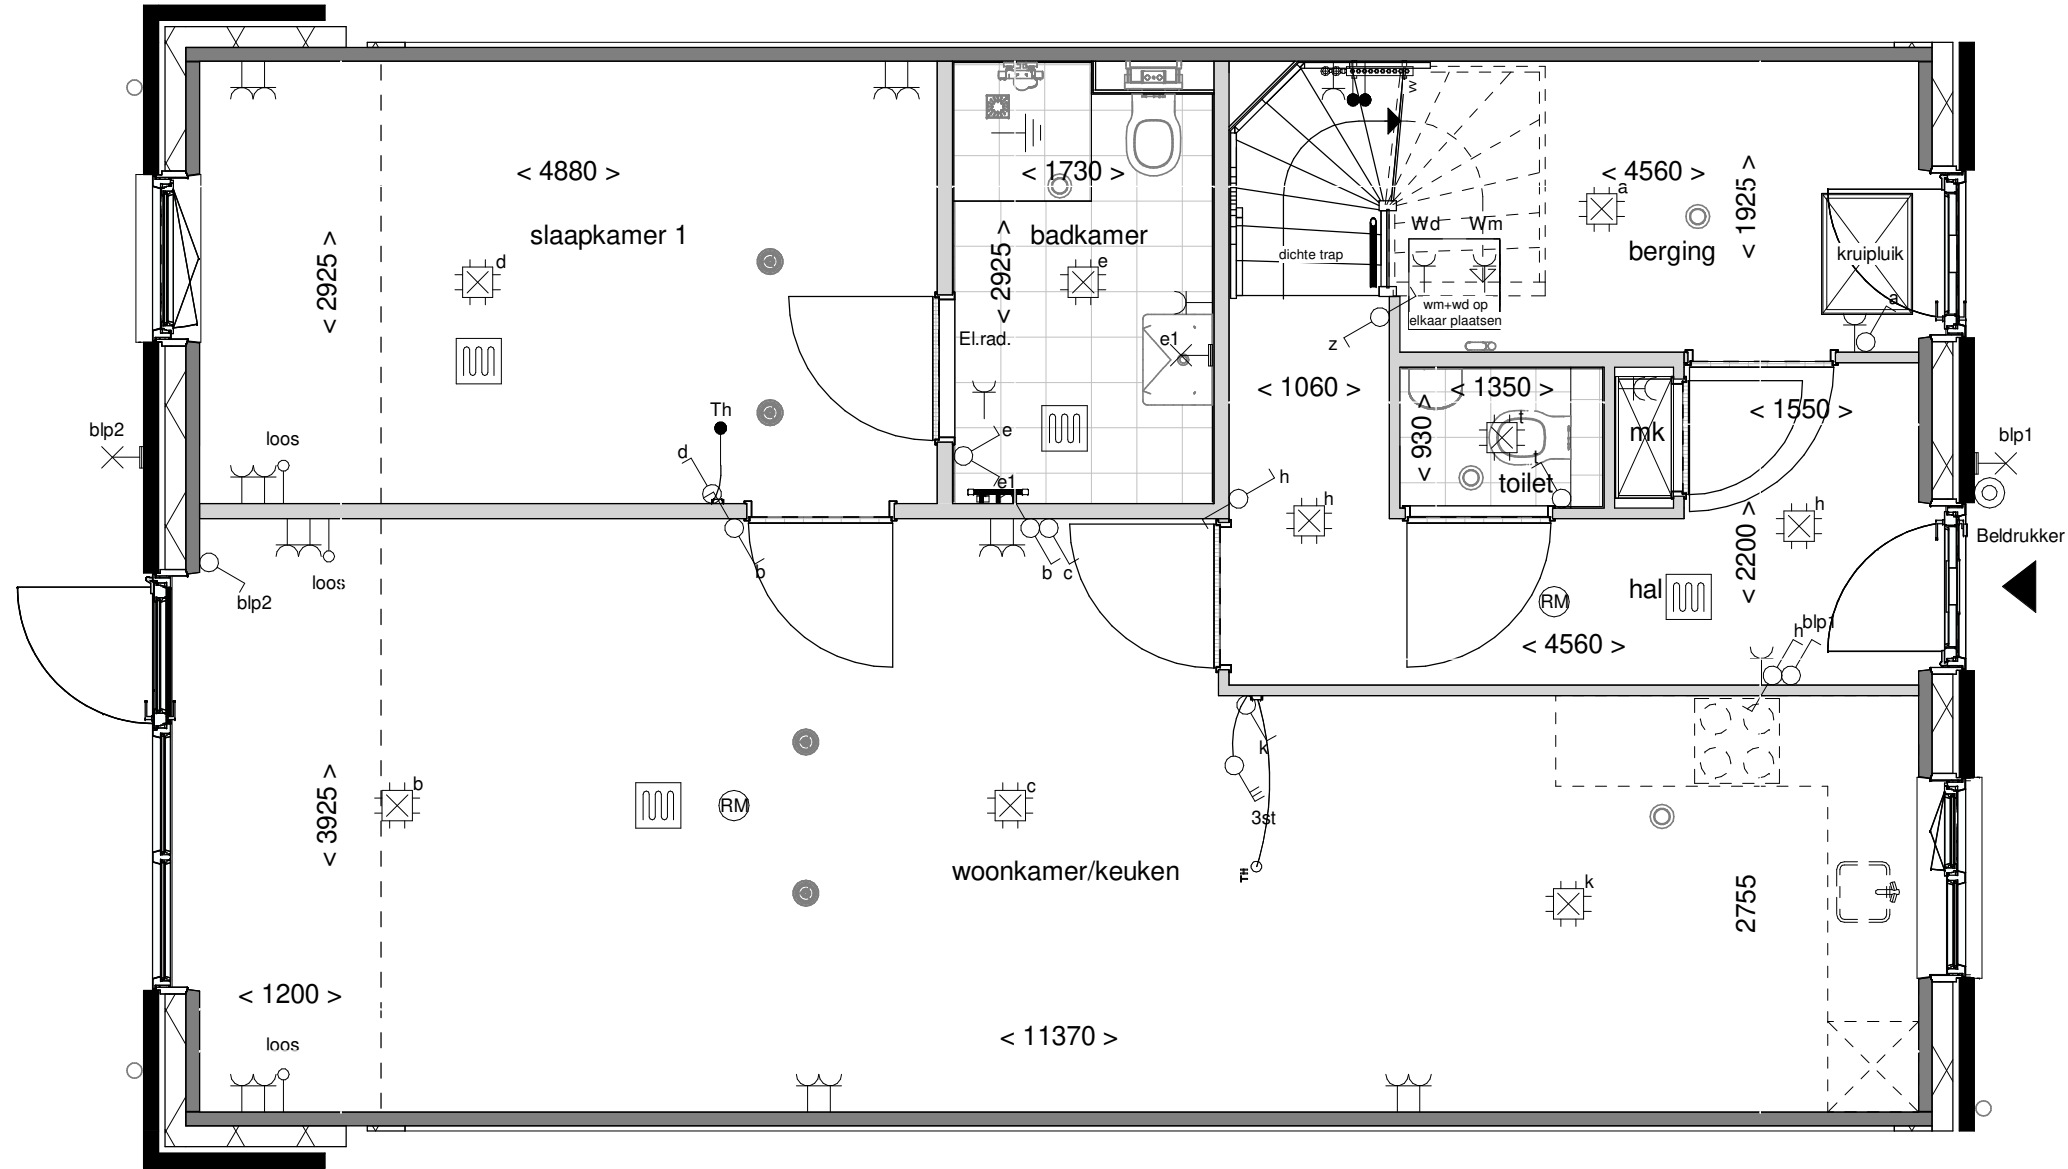 w
< 4880 >
< 1730 >
< 4560 >
< 1925 >
a
slaapkamer 1
badkamer
Wd
Wm
berging
dichte trap
kruipluik
< 2925 >
d
< 2925 >
e
wm+wd op
elkaar plaatsen
a
El.rad.
e1
z
< 1060 >
< 1350 >
< 1550 >
Th
blp2
loos
d
e
< 930 >
t
mk
blp1
t
e1
h
h
toilet
h
Beldrukker
b
b
c
loos
blp2
< 2200 >
hal
RM
< 4560 >
h
blp1
k
< 3925 >
b
RM
c
3st
TH
woonkamer/keuken
k
2755
< 1200 >
< 11370 >
loos